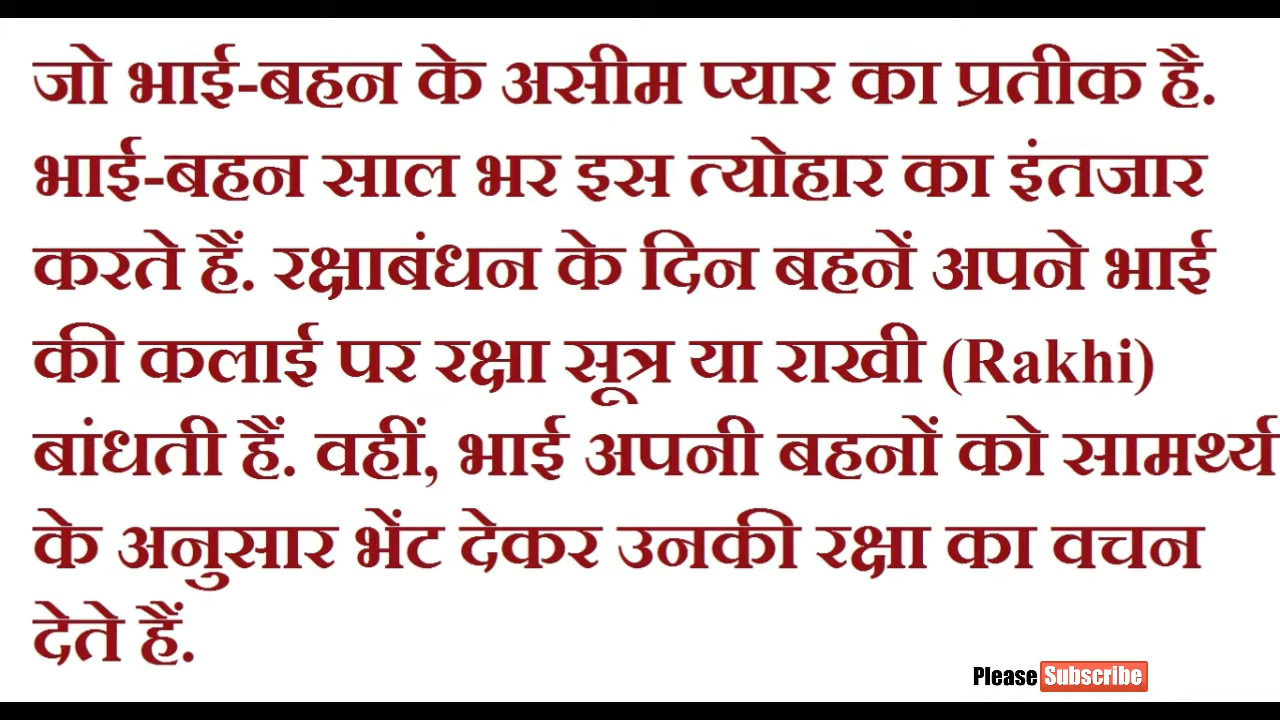 जो भाई-बहन के असीम प्यार का प्रतीक है.
भाई-बहन साल भर इस त्योहार का इंतजार
करते हैं. रक्षाबंधन के दिन बहनें अपने भाई
की कलाई पर रक्षा सूत्र या राखी (Rakhi)
बांधती हैं. वहीं, भाई अपनी बहनों को सामर्थ्य
के अनुसार भेंट देकर उनकी रक्षा का वचन
देते हैं.
Please Subscribe